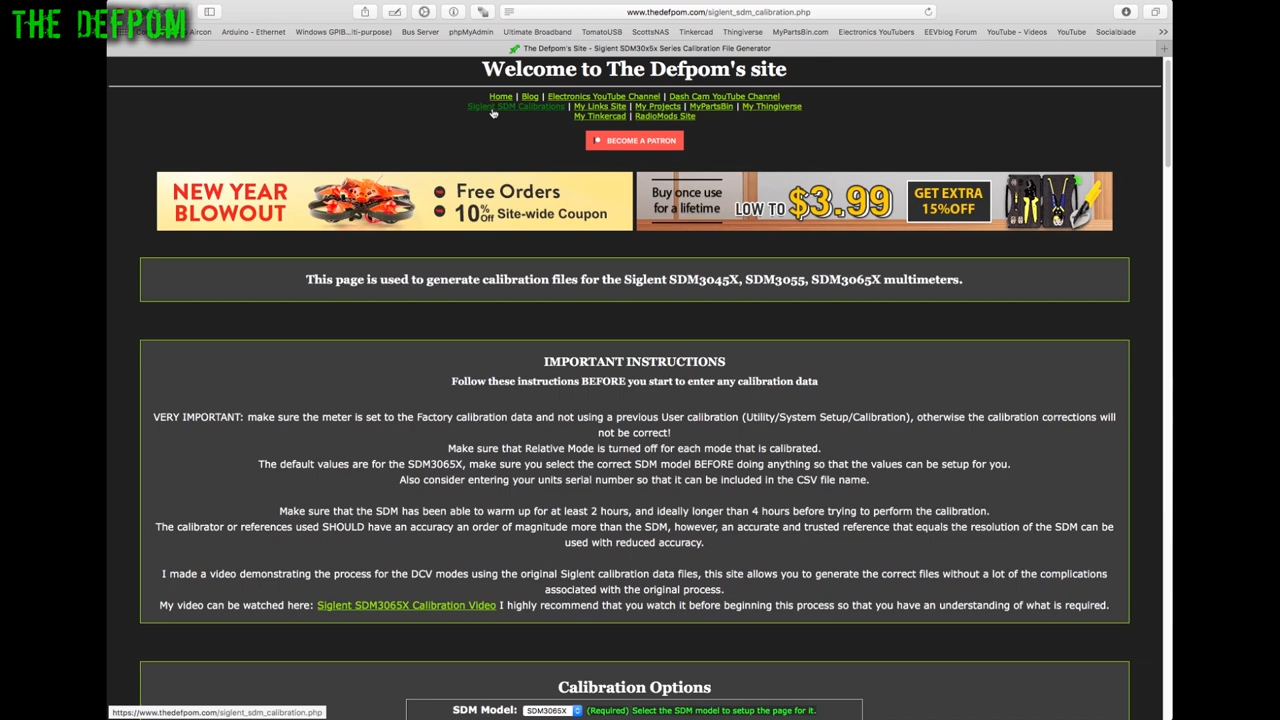 THE DEFPOM
www.thedefpom.com/siglent_sdm_calibration.php
Aircon Arduino - Ethernet Windows GPIB...ti-purpose) Bus Server phpMyAdmin Ultimate Broadband TomatoUSB ScottsNAS Tinkercad Thingiverse MyPartsBin.com Electronics YouTubers EEVblog Forum YouTube - Videos YouTube Socialblade
The Defpom's Site - Siglent SDM30x5x Series Calibration File Generator
Welcome to The Defpom's site
Home | Blog | Electronics YouTube Channel | Dash Cam YouTube Channel
Siglent SDM Calibrations | My Links Site | My Projects | MyPartsBin | My Thingiverse
My Tinkercad | RadioMods Site
BECOME A PATRON
NEW YEAR BLOWOUT
Free Orders
10% Off Site-wide Coupon
Buy once use for a lifetime
LOW TO $3.99
GET EXTRA 15%OFF
This page is used to generate calibration files for the Siglent SDM3045X, SDM3055, SDM3065X multimeters.
IMPORTANT INSTRUCTIONS
Follow these instructions BEFORE you start to enter any calibration data
VERY IMPORTANT: make sure the meter is set to the Factory calibration data and not using a previous User calibration (Utility/System Setup/Calibration), otherwise the calibration corrections will
not be correct!
Make sure that Relative Mode is turned off for each mode that is calibrated.
The default values are for the SDM3065X, make sure you select the correct SDM model BEFORE doing anything so that the values can be setup for you.
Also consider entering your units serial number so that it can be included in the CSV file name.
Make sure that the SDM has been able to warm up for at least 2 hours, and ideally longer than 4 hours before trying to perform the calibration.
The calibrator or references used SHOULD have an accuracy an order of magnitude more than the SDM, however, an accurate and trusted reference that equals the resolution of the SDM can be
used with reduced accuracy.
I made a video demonstrating the process for the DCV modes using the original Siglent calibration data files, this site allows you to generate the correct files without a lot of the complications
associated with the original process.
My video can be watched here: Siglent SDM3065X Calibration Video I highly recommend that you watch it before beginning this process so that you have an understanding of what is required.
Calibration Options
SDM Model: SDM3065X (Required) Select the SDM model to setup the page for it.
https://www.thedefpom.com/siglent_sdm_calibration.php